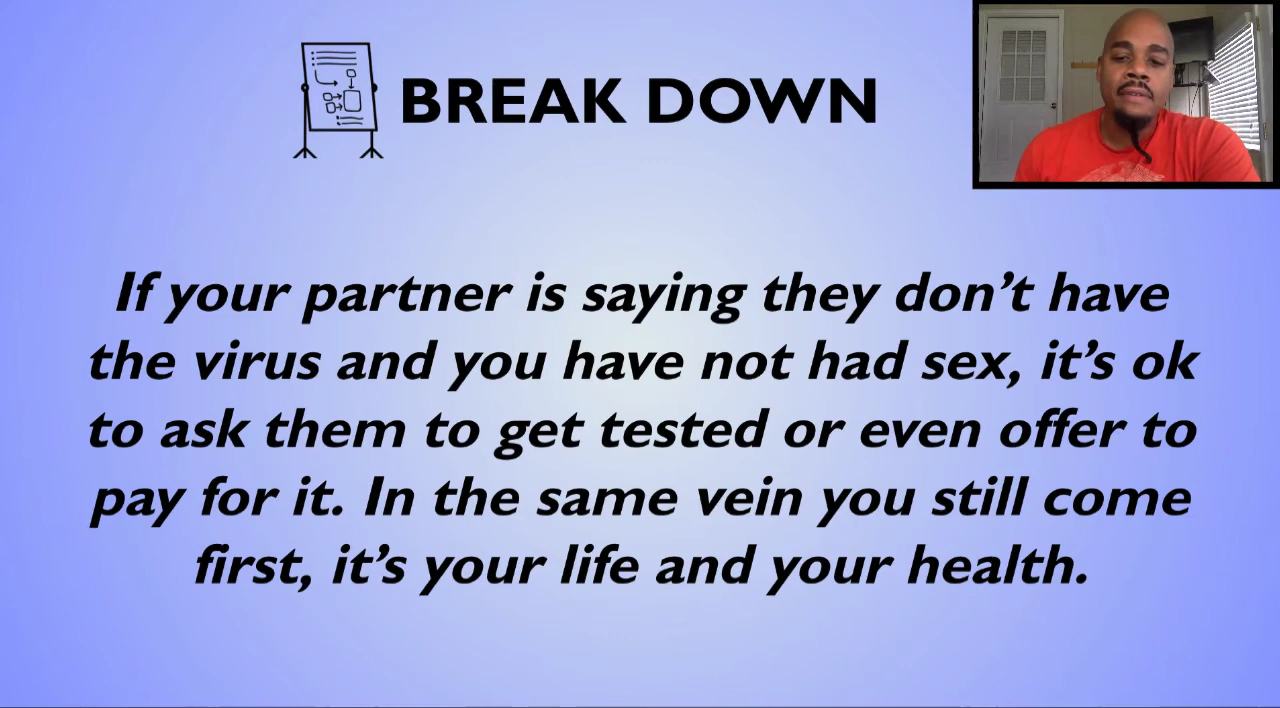 BREAK DOWN
If your partner is saying they don’t have
the virus and you have not had sex, it’s ok
to ask them to get tested or even offer to
pay for it. In the same vein you still come
first, it’s your life and your health.